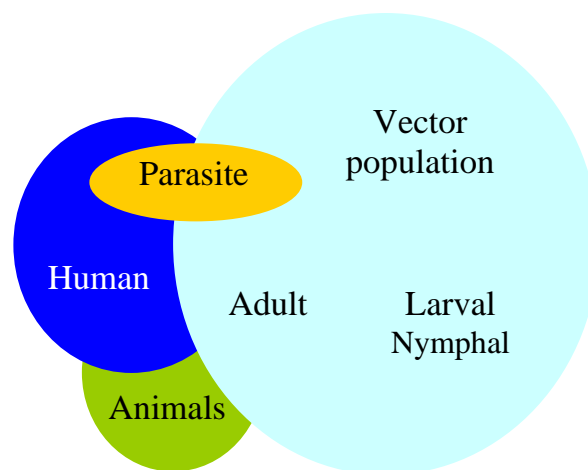 Vector
population
Parasite
Human
Adult
Larval
Nymphal
Animals